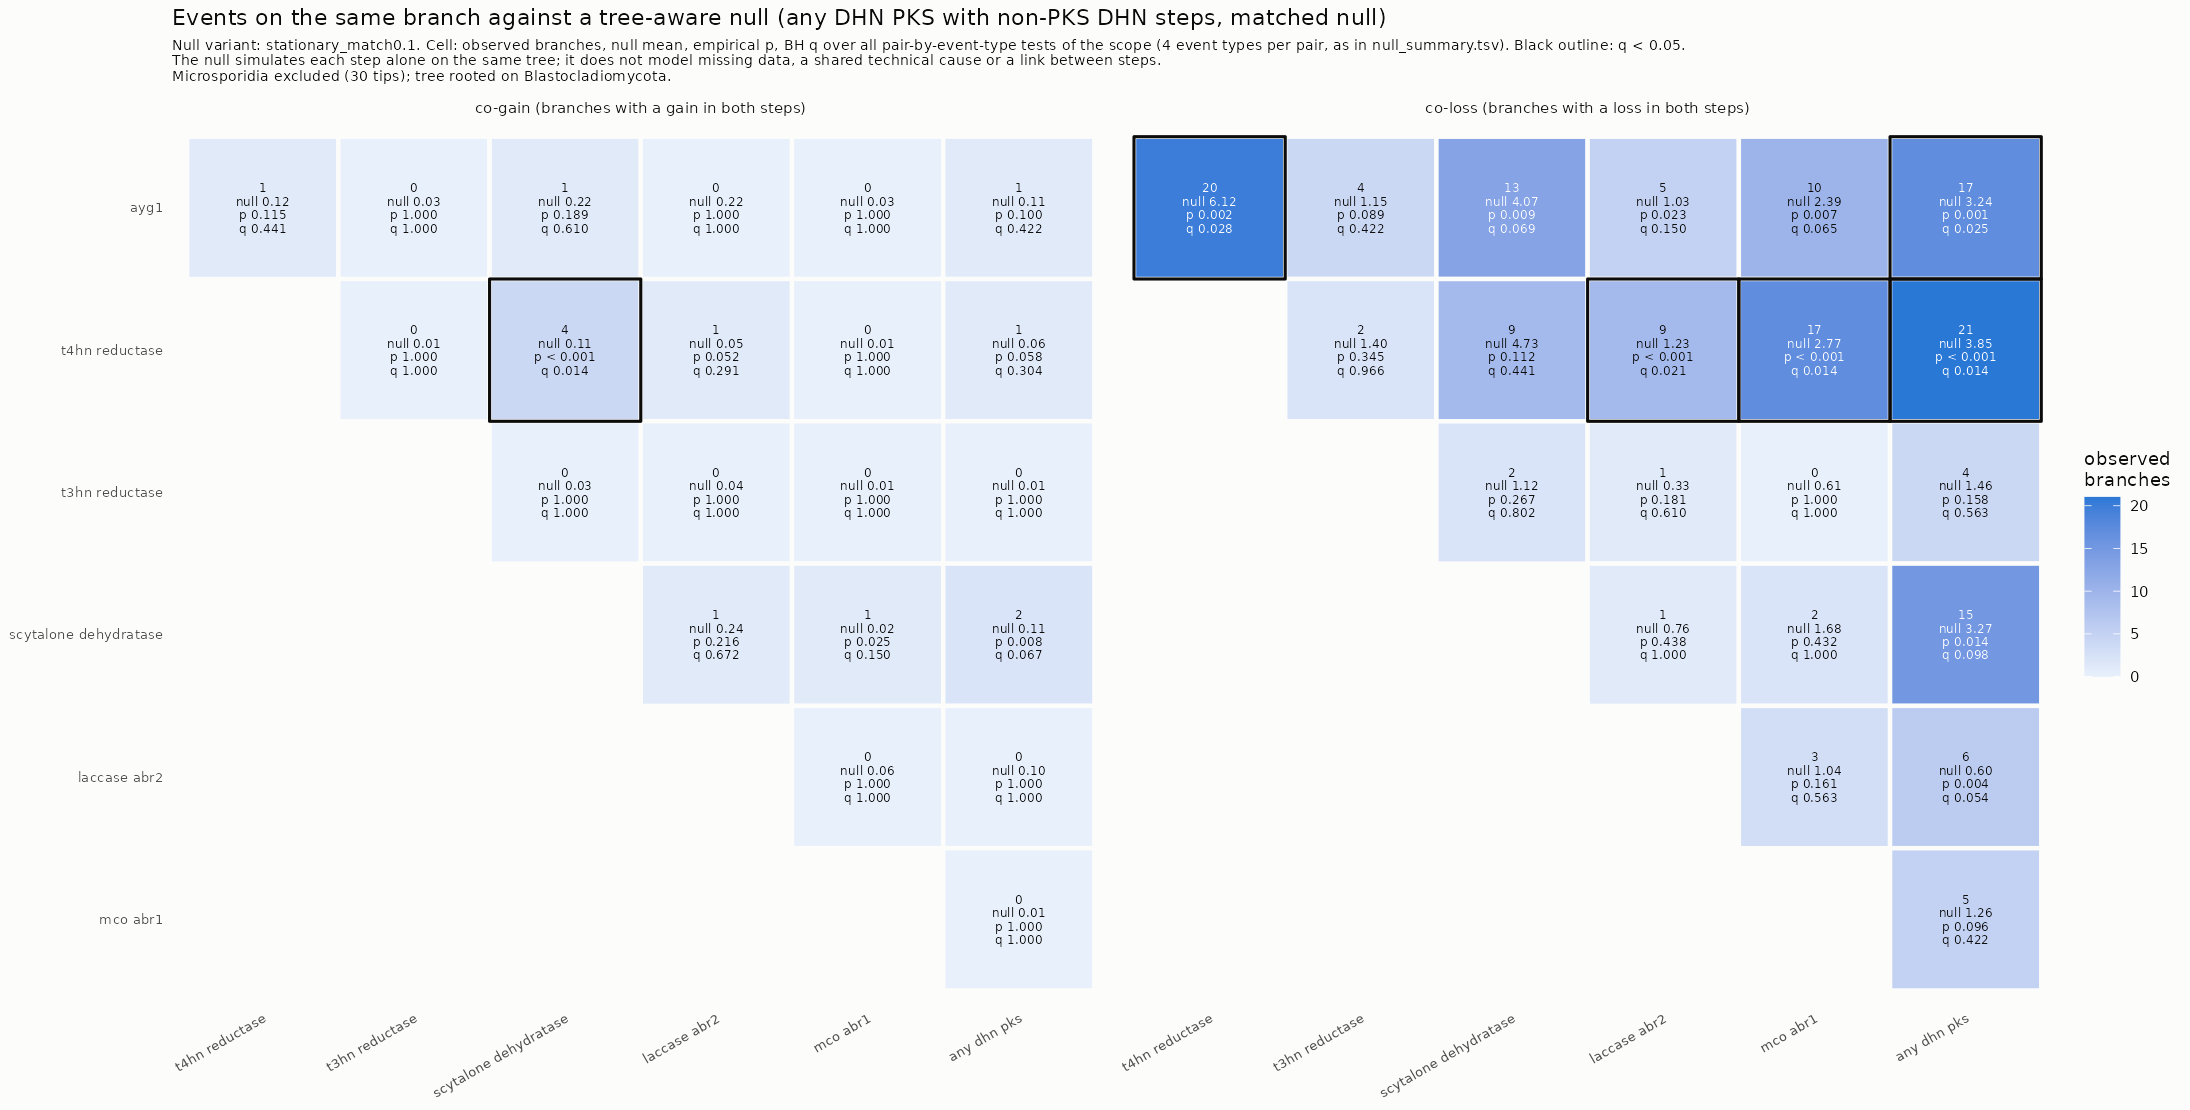 Events on the same branch against a tree-aware null (any DHN PKS with non-PKS DHN steps, matched null)
Null variant: stationary_match0.1. Cell: observed branches, null mean, empirical p, BH q over all pair-by-event-type tests of the scope (4 event types per pair, as in null_summary.tsv). Black outline: q < 0.05.
The null simulates each step alone on the same tree; it does not model missing data, a shared technical cause or a link between steps.
Microsporidia excluded (30 tips); tree rooted on Blastocladiomycota.
co-gain (branches with a gain in both steps)
ayg1
1
null 0.12
p 0.115
q 0.441
0
null 0.03
p 1.000
q 1.000
1
null 0.22
p 0.189
q 0.610
0
null 0.22
p 1.000
q 1.000
0
null 0.03
p 1.000
q 1.000
1
null 0.11
p 0.100
q 0.422
t4hn reductase
0
null 0.01
p 1.000
q 1.000
4
null 0.11
p < 0.001
q 0.014
1
null 0.05
p 0.052
q 0.291
0
null 0.01
p 1.000
q 1.000
1
null 0.06
p 0.058
q 0.304
t3hn reductase
0
null 0.03
p 1.000
q 1.000
0
null 0.04
p 1.000
q 1.000
0
null 0.01
p 1.000
q 1.000
0
null 0.01
p 1.000
q 1.000
scytalone dehydratase
1
null 0.24
p 0.216
q 0.672
1
null 0.02
p 0.025
q 0.150
2
null 0.11
p 0.008
q 0.067
laccase abr2
0
null 0.06
p 1.000
q 1.000
0
null 0.10
p 1.000
q 1.000
mco abr1
0
null 0.01
p 1.000
q 1.000
t4hn reductase
t3hn reductase
scytalone dehydratase
laccase abr2
mco abr1
any dhn pks
co-loss (branches with a loss in both steps)
20
null 6.12
p 0.002
q 0.028
4
null 1.15
p 0.089
q 0.422
13
null 4.07
p 0.009
q 0.069
5
null 1.03
p 0.023
q 0.150
10
null 2.39
p 0.007
q 0.065
17
null 3.24
p 0.001
q 0.025
2
null 1.40
p 0.345
q 0.966
9
null 4.73
p 0.112
q 0.441
9
null 1.23
p < 0.001
q 0.021
17
null 2.77
p < 0.001
q 0.014
21
null 3.85
p < 0.001
q 0.014
2
null 1.12
p 0.267
q 0.802
1
null 0.33
p 0.181
q 0.610
0
null 0.61
p 1.000
q 1.000
4
null 1.46
p 0.158
q 0.563
1
null 0.76
p 0.438
q 1.000
2
null 1.68
p 0.432
q 1.000
15
null 3.27
p 0.014
q 0.098
3
null 1.04
p 0.161
q 0.563
6
null 0.60
p 0.004
q 0.054
5
null 1.26
p 0.096
q 0.422
t4hn reductase
t3hn reductase
scytalone dehydratase
laccase abr2
mco abr1
any dhn pks
observed
branches
20
15
10
5
0